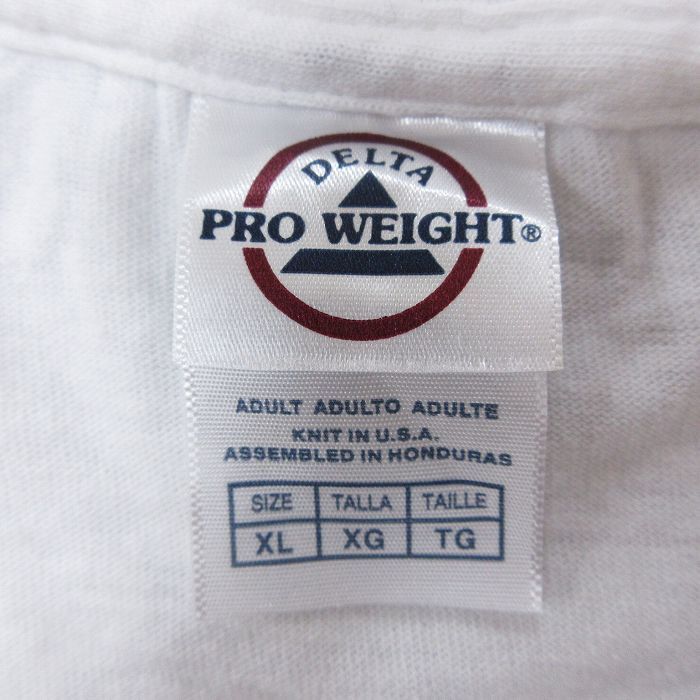 DELTA
PRO WEIGHT®
ADULT ADULTO ADULTE
KNIT IN U.S.A.
ASSEMBLED IN HONDURAS
SIZE TALLA TAILLE
XL XG TG